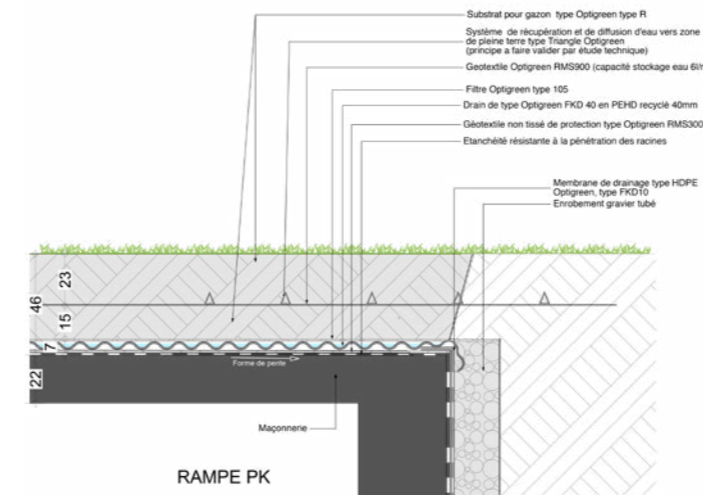 Substrat pour gazon type Optigreen type R
Système de récupération et de diffusion d'eau vers zone
de pleine terre type Triangle Optigreen
(principe a faire valider par étude technique)
Geotextile Optigreen RMS900 (capacité stockage eau 6l/
Filtre Optigreen type 105
Drain de type Optigreen FKD 40 en PEHD recyclé 40mm
Géotextile non tissé de protection type Optigreen RMS300
Etanchéité résistante à la pénétration des racines
Membrane de drainage type HDPE
Optigreen, type FKD10
Enrobement gravier tubé
23
46
15
7
22
Forme de pente
Maçonnerie
RAMPE PK